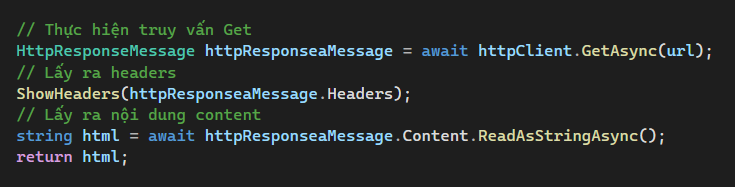 // Thực hiện truy vấn Get
HttpResponseMessage httpResponseaMessage = await httpClient.GetAsync(url);
// Lấy ra headers
ShowHeaders(httpResponseaMessage.Headers);
// Lấy ra nội dung content
string html = await httpResponseaMessage.Content.ReadAsStringAsync();
return html;